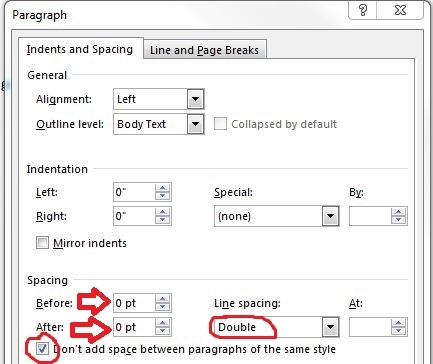 Paragraph ?
Indents and Spacing Line and Page Breaks
General
Alignment: Left
Outline level: Body Text Collapsed by default
Indentation
Left: 0" Special: By:
Right: 0" (none)
Mirror indents
Spacing
Before: 0 pt Line spacing: At:
After: 0 pt Double
Don't add space between paragraphs of the same style